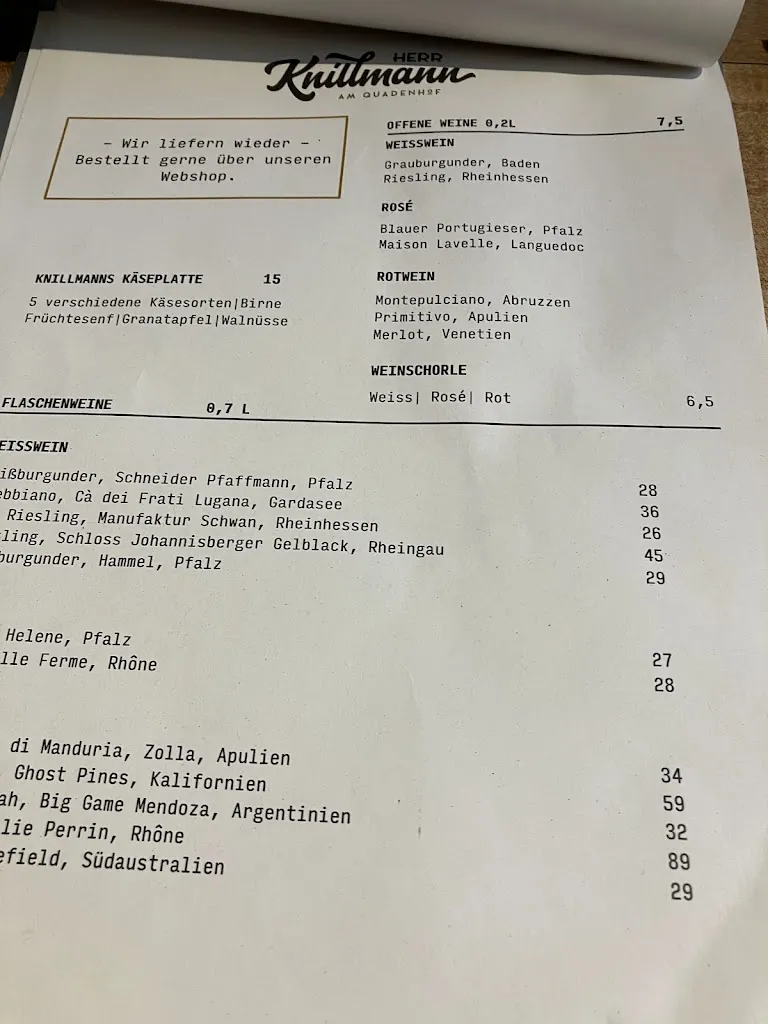 HERR
Knillmann
AM QUADENHOF
– Wir liefern wieder –
Bestellt gerne über unseren
Webshop.
KNILLMANNS KÄSEPLATTE 15
5 verschiedene Käsesorten|Birne
Früchtesenf|Granatapfel|Walnüsse
OFFENE WEINE 0,2L 7,5
WEISSWEIN
Grauburgunder, Baden
Riesling, Rheinhessen
ROSÉ
Blauer Portugieser, Pfalz
Maison Lavelle, Languedoc
ROTWEIN
Montepulciano, Abruzzen
Primitivo, Apulien
Merlot, Venetien
WEINSCHORLE
Weiss| Rosé| Rot 6,5
FLASCHENWEINE 0,7 L
EISSWEIN
ißburgunder, Schneider Pfaffmann, Pfalz 28
ebbiano, Cà dei Frati Lugana, Gardasee 36
Riesling, Manufaktur Schwan, Rheinhessen 26
ling, Schloss Johannisberger Gelblack, Rheingau 45
burgunder, Hammel, Pfalz 29
Helene, Pfalz 27
lle Ferme, Rhône 28
di Manduria, Zolla, Apulien 34
Ghost Pines, Kalifornien 59
ah, Big Game Mendoza, Argentinien 32
lie Perrin, Rhône 89
efield, Südaustralien 29